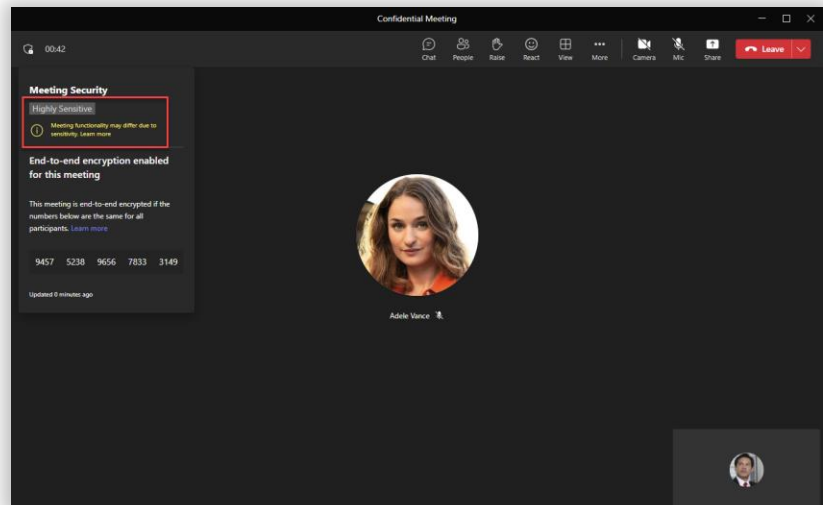 Confidential Meeting
00:42
Chat People Raise React View More Camera Mic Share Leave
Meeting Security
Highly Sensitive
Meeting functionality may differ due to
sensitivity. Learn more
End-to-end encryption enabled
for this meeting
This meeting is end-to-end encrypted if the
numbers below are the same for all
participants. Learn more
9457 5238 9656 7833 3149
Updated 0 minutes ago
Adele Vance